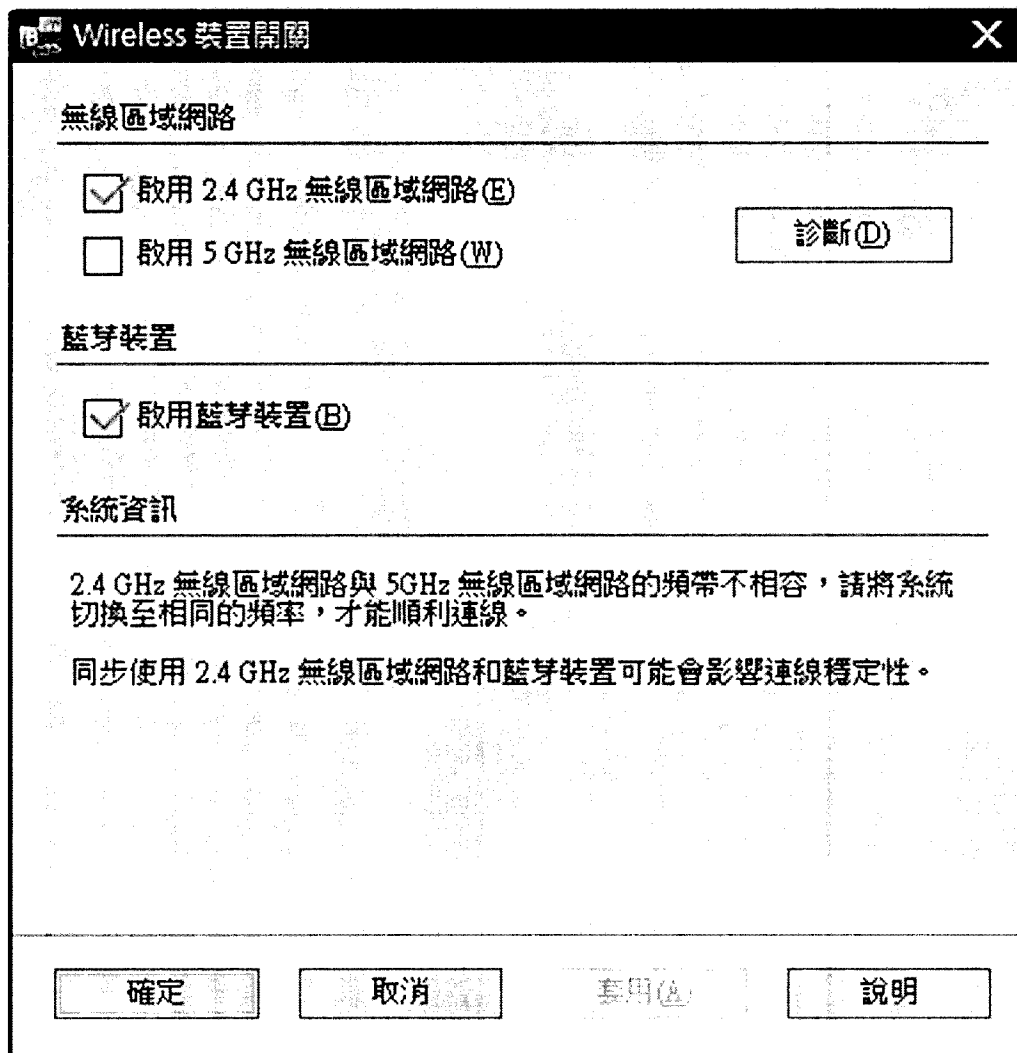 Wireless 裝置開關
無線區域網路
啟用 2.4 GHz 無線區域網路(E)
啟用 5 GHz 無線區域網路(W)
診斷(D)
藍芽裝置
啟用藍芽裝置(B)
系統資訊
2.4 GHz 無線區域網路與 5GHz 無線區域網路的頻帶不相容，請將系統
切換至相同的頻率，才能順利連線。
同步使用 2.4 GHz 無線區域網路和藍芽裝置可能會影響連線穩定性。
確定
取消
套用(A)
說明